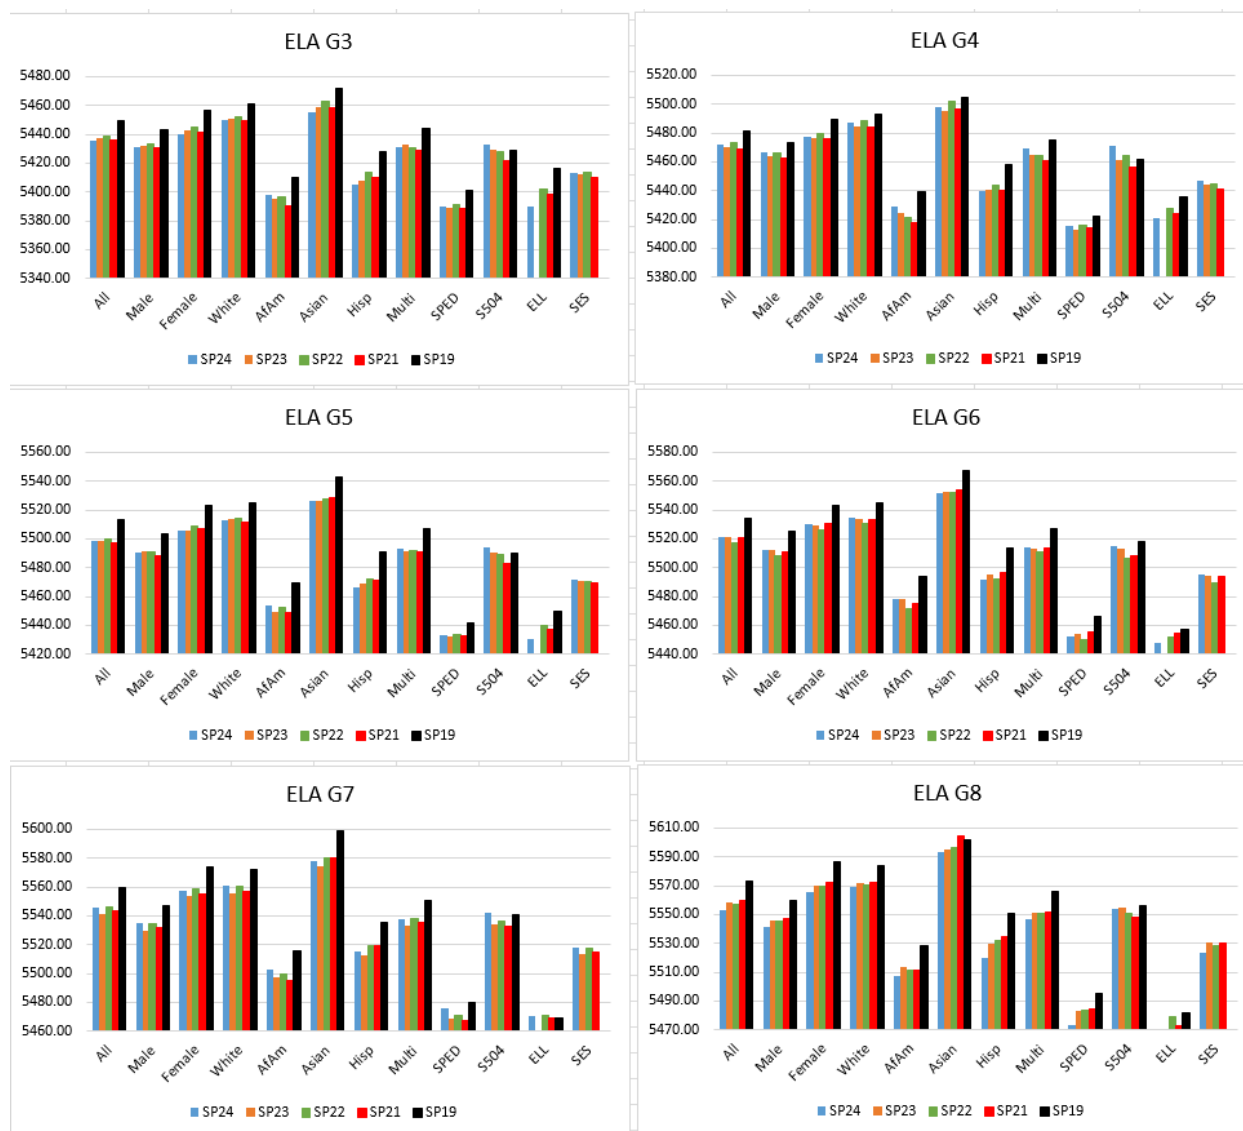 ELA G3
5480.00
5460.00
5440.00
5420.00
5400.00
5380.00
5360.00
5340.00
All Male Female White AfAm Asian Hisp Multi SPED S504 ELL SES
SP24 SP23 SP22 SP21 SP19
ELA G4
5520.00
5500.00
5480.00
5460.00
5440.00
5420.00
5400.00
5380.00
All Male Female White AfAm Asian Hisp Multi SPED S504 ELL SES
SP24 SP23 SP22 SP21 SP19
ELA G5
5560.00
5540.00
5520.00
5500.00
5480.00
5460.00
5440.00
5420.00
All Male Female White AfAm Asian Hisp Multi SPED S504 ELL SES
SP24 SP23 SP22 SP21 SP19
ELA G6
5580.00
5560.00
5540.00
5520.00
5500.00
5480.00
5460.00
5440.00
All Male Female White AfAm Asian Hisp Multi SPED S504 ELL SES
SP24 SP23 SP22 SP21 SP19
ELA G7
5600.00
5580.00
5560.00
5540.00
5520.00
5500.00
5480.00
5460.00
All Male Female White AfAm Asian Hisp Multi SPED S504 ELL SES
SP24 SP23 SP22 SP21 SP19
ELA G8
5610.00
5590.00
5570.00
5550.00
5530.00
5510.00
5490.00
5470.00
All Male Female White AfAm Asian Hisp Multi SPED S504 ELL SES
SP24 SP23 SP22 SP21 SP19